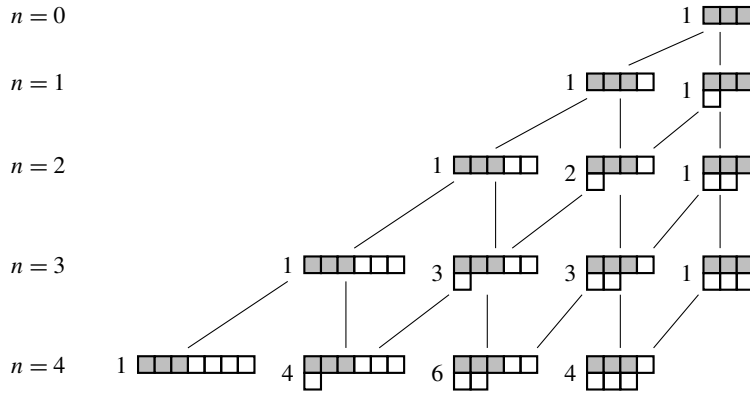 n = 0 1
n = 1 1 1
n = 2 1 2 1
n = 3 1 3 3 1
n = 4 1 4 6 4